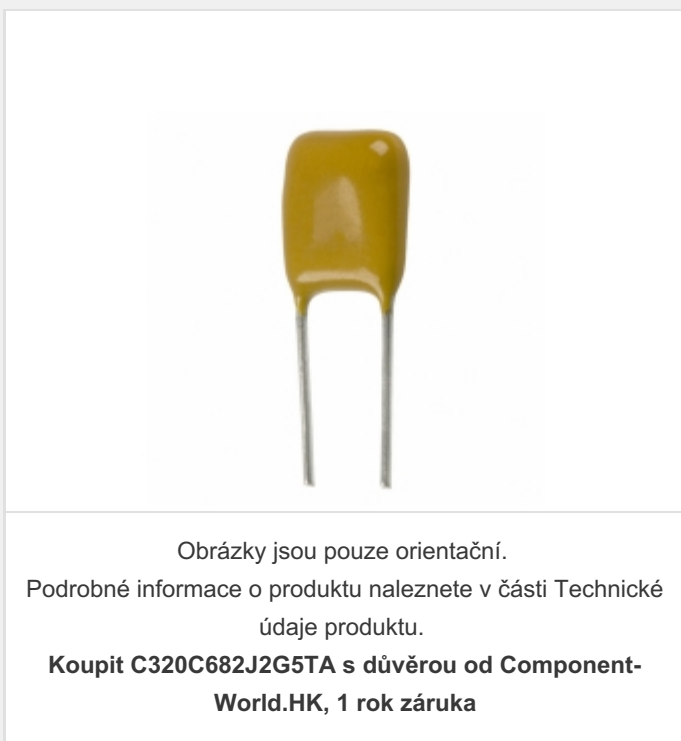 Obrázky jsou pouze orientační.
Podrobné informace o produktu naleznete v části Technické
údaje produktu.
Koupit C320C682J2G5TA s důvěrou od Component-
World.HK, 1 rok záruka